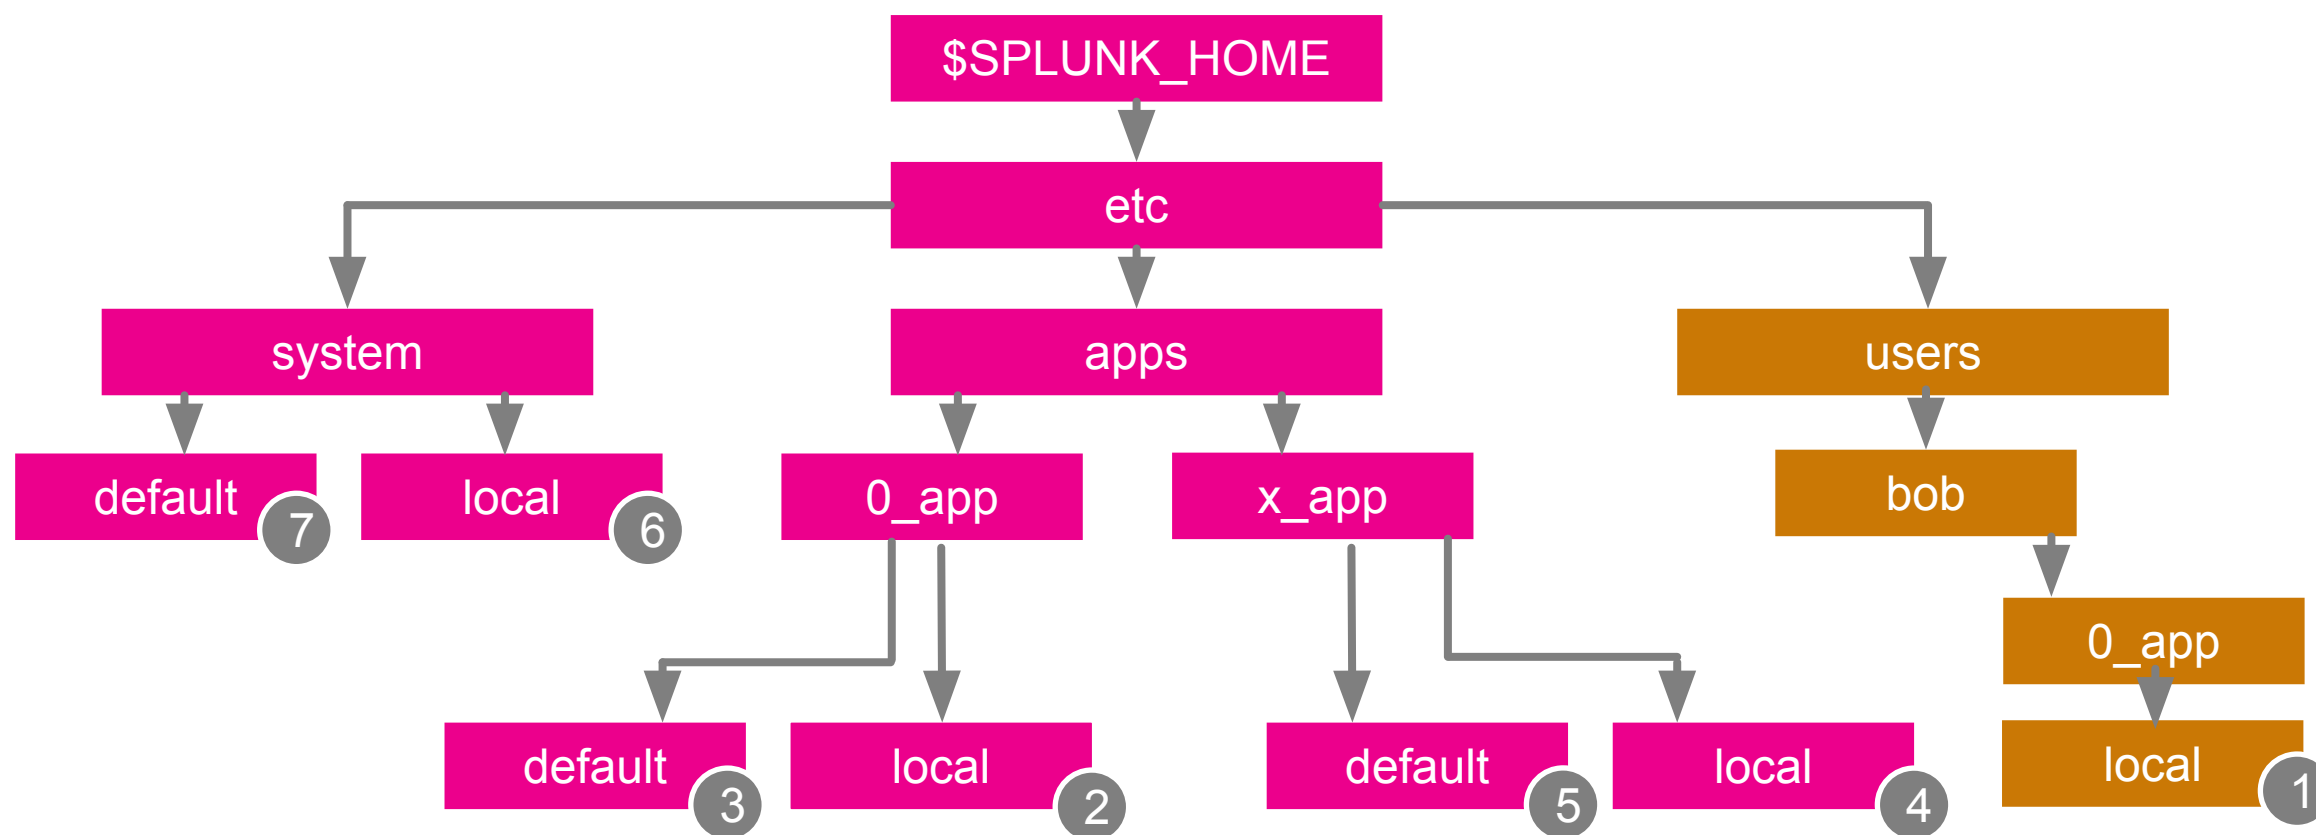 $SPLUNK_HOME
etc
system
apps
users
default
7
local
6
0_app
x_app
bob
0_app
default
3
local
2
default
5
local
4
local
1